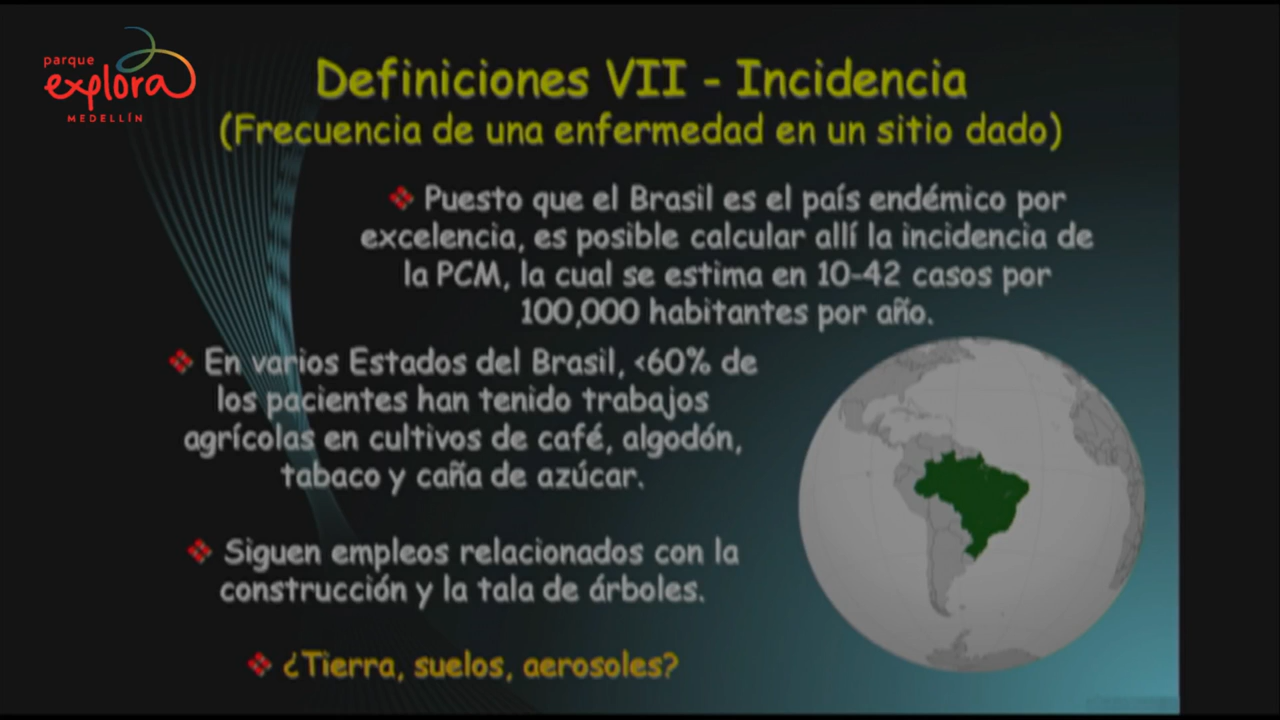 parque
explora
MEDELLÍN
Definiciones VII - Incidencia
(Frecuencia de una enfermedad en un sitio dado)
Puesto que el Brasil es el país endémico por
excelencia, es posible calcular allí la incidencia de
la PCM, la cual se estima en 10-42 casos por
100,000 habitantes por año.
En varios Estados del Brasil, <60% de
los pacientes han tenido trabajos
agrícolas en cultivos de café, algodón,
tabaco y caña de azúcar.
Siguen empleos relacionados con la
construcción y la tala de árboles.
¿Tierra, suelos, aerosoles?